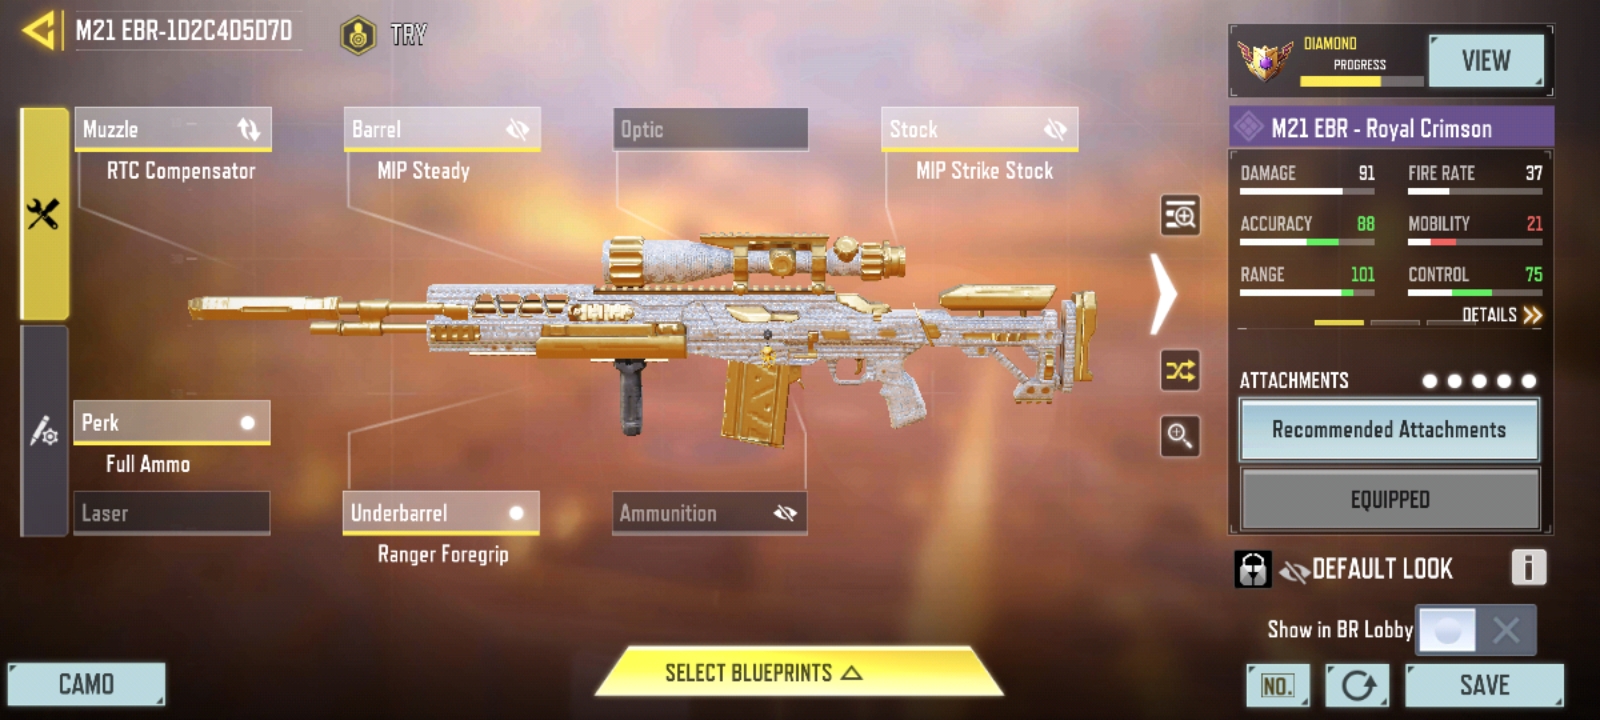 M21 EBR-1D2C4D5D7D
TRY
DIAMOND
PROGRESS
VIEW
Muzzle
RTC Compensator
Barrel
MIP Steady
Optic
Stock
MIP Strike Stock
M21 EBR - Royal Crimson
DAMAGE 91 FIRE RATE 37
ACCURACY 88 MOBILITY 21
RANGE 101 CONTROL 75
DETAILS
ATTACHMENTS
Recommended Attachments
EQUIPPED
Perk
Full Ammo
Laser
Underbarrel
Ranger Foregrip
Ammunition
DEFAULT LOOK
i
Show in BR Lobby
CAMO
SELECT BLUEPRINTS
NO.
SAVE